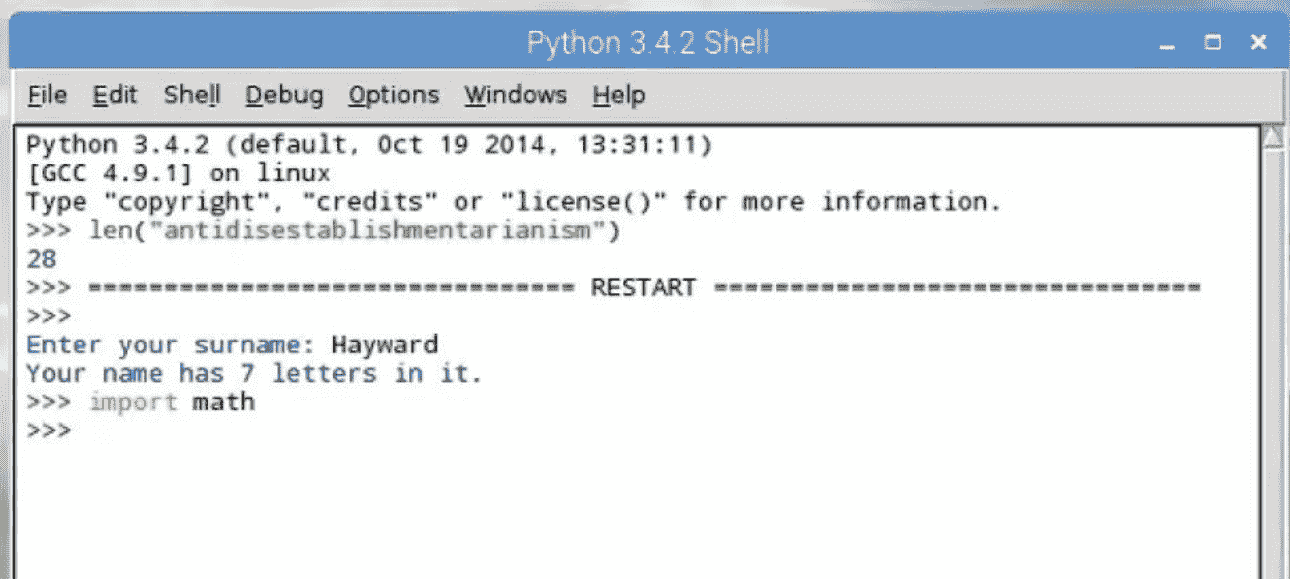 Python 3.4.2 Shell
File Edit Shell Debug Options Windows Help
Python 3.4.2 (default, Oct 19 2014, 13:31:11)
[GCC 4.9.1] on linux
Type "copyright", "credits" or "license()" for more information.
>>> len("antidisestablishmentarianism")
28
>>> ================================ RESTART ================================
>>>
Enter your surname: Hayward
Your name has 7 letters in it.
>>> import math
>>>